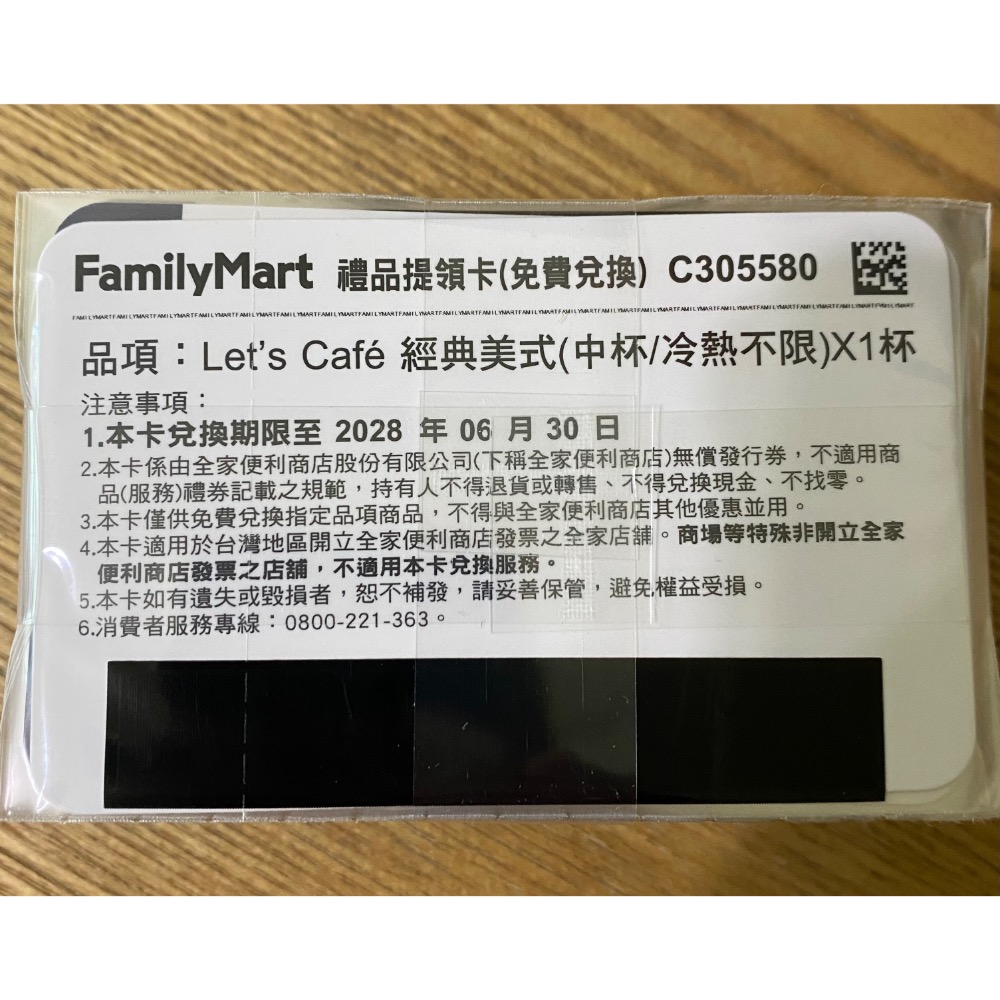 FamilyMart 禮品提領卡(免費兌換) C305580
FAMILYMARTFAMILYMARTFAMILYMARTFAMILYMARTFAMILYMARTFAMILYMARTFAMILYMARTFAMILYMARTFAMILYMARTFAMILYMARTFAMILYMARTFAMILYMART
品項：Let's Café 經典美式(中杯/冷熱不限)X1杯
注意事項：
1.本卡兌換期限至 2028 年 06 月 30 日
2.本卡係由全家便利商店股份有限公司(下稱全家便利商店)無償發行券，不適用商
品(服務)禮券記載之規範，持有人不得退貨或轉售、不得兌換現金、不找零。
3.本卡僅供免費兌換指定品項商品，不得與全家便利商店其他優惠並用。
4.本卡適用於台灣地區開立全家便利商店發票之全家店舖。商場等特殊非開立全家
便利商店發票之店舖，不適用本卡兌換服務。
5.本卡如有遺失或毀損者，恕不補發，請妥善保管，避免權益受損。
6.消費者服務專線：0800-221-363。